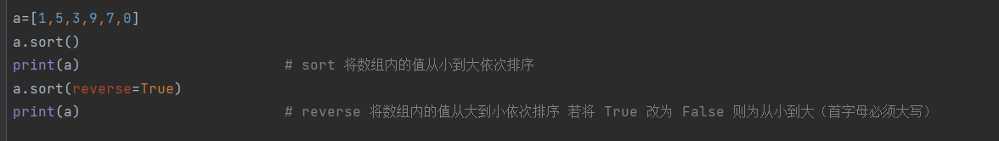 a=[1,5,3,9,7,0]
a.sort()
print(a) # sort 将数组内的值从小到大依次排序
a.sort(reverse=True)
print(a) # reverse 将数组内的值从大到小依次排序 若将 True 改为 False 则为从小到大（首字母必须大写）